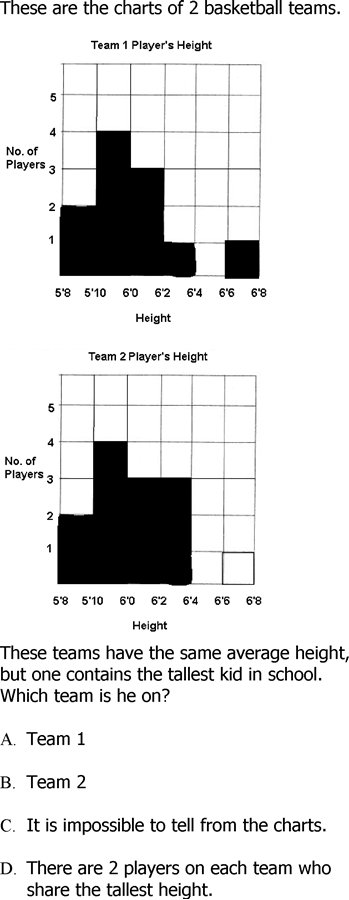 These are the charts of 2 basketball teams.
Team 1 Player's Height
5
4
No. of
Players 3
2
1
5'8 5'10 6'0 6'2 6'4 6'6 6'8
Height
Team 2 Player's Height
5
4
No. of
Players 3
2
1
5'8 5'10 6'0 6'2 6'4 6'6 6'8
Height
These teams have the same average height,
but one contains the tallest kid in school.
Which team is he on?
A. Team 1
B. Team 2
C. It is impossible to tell from the charts.
D. There are 2 players on each team who
share the tallest height.